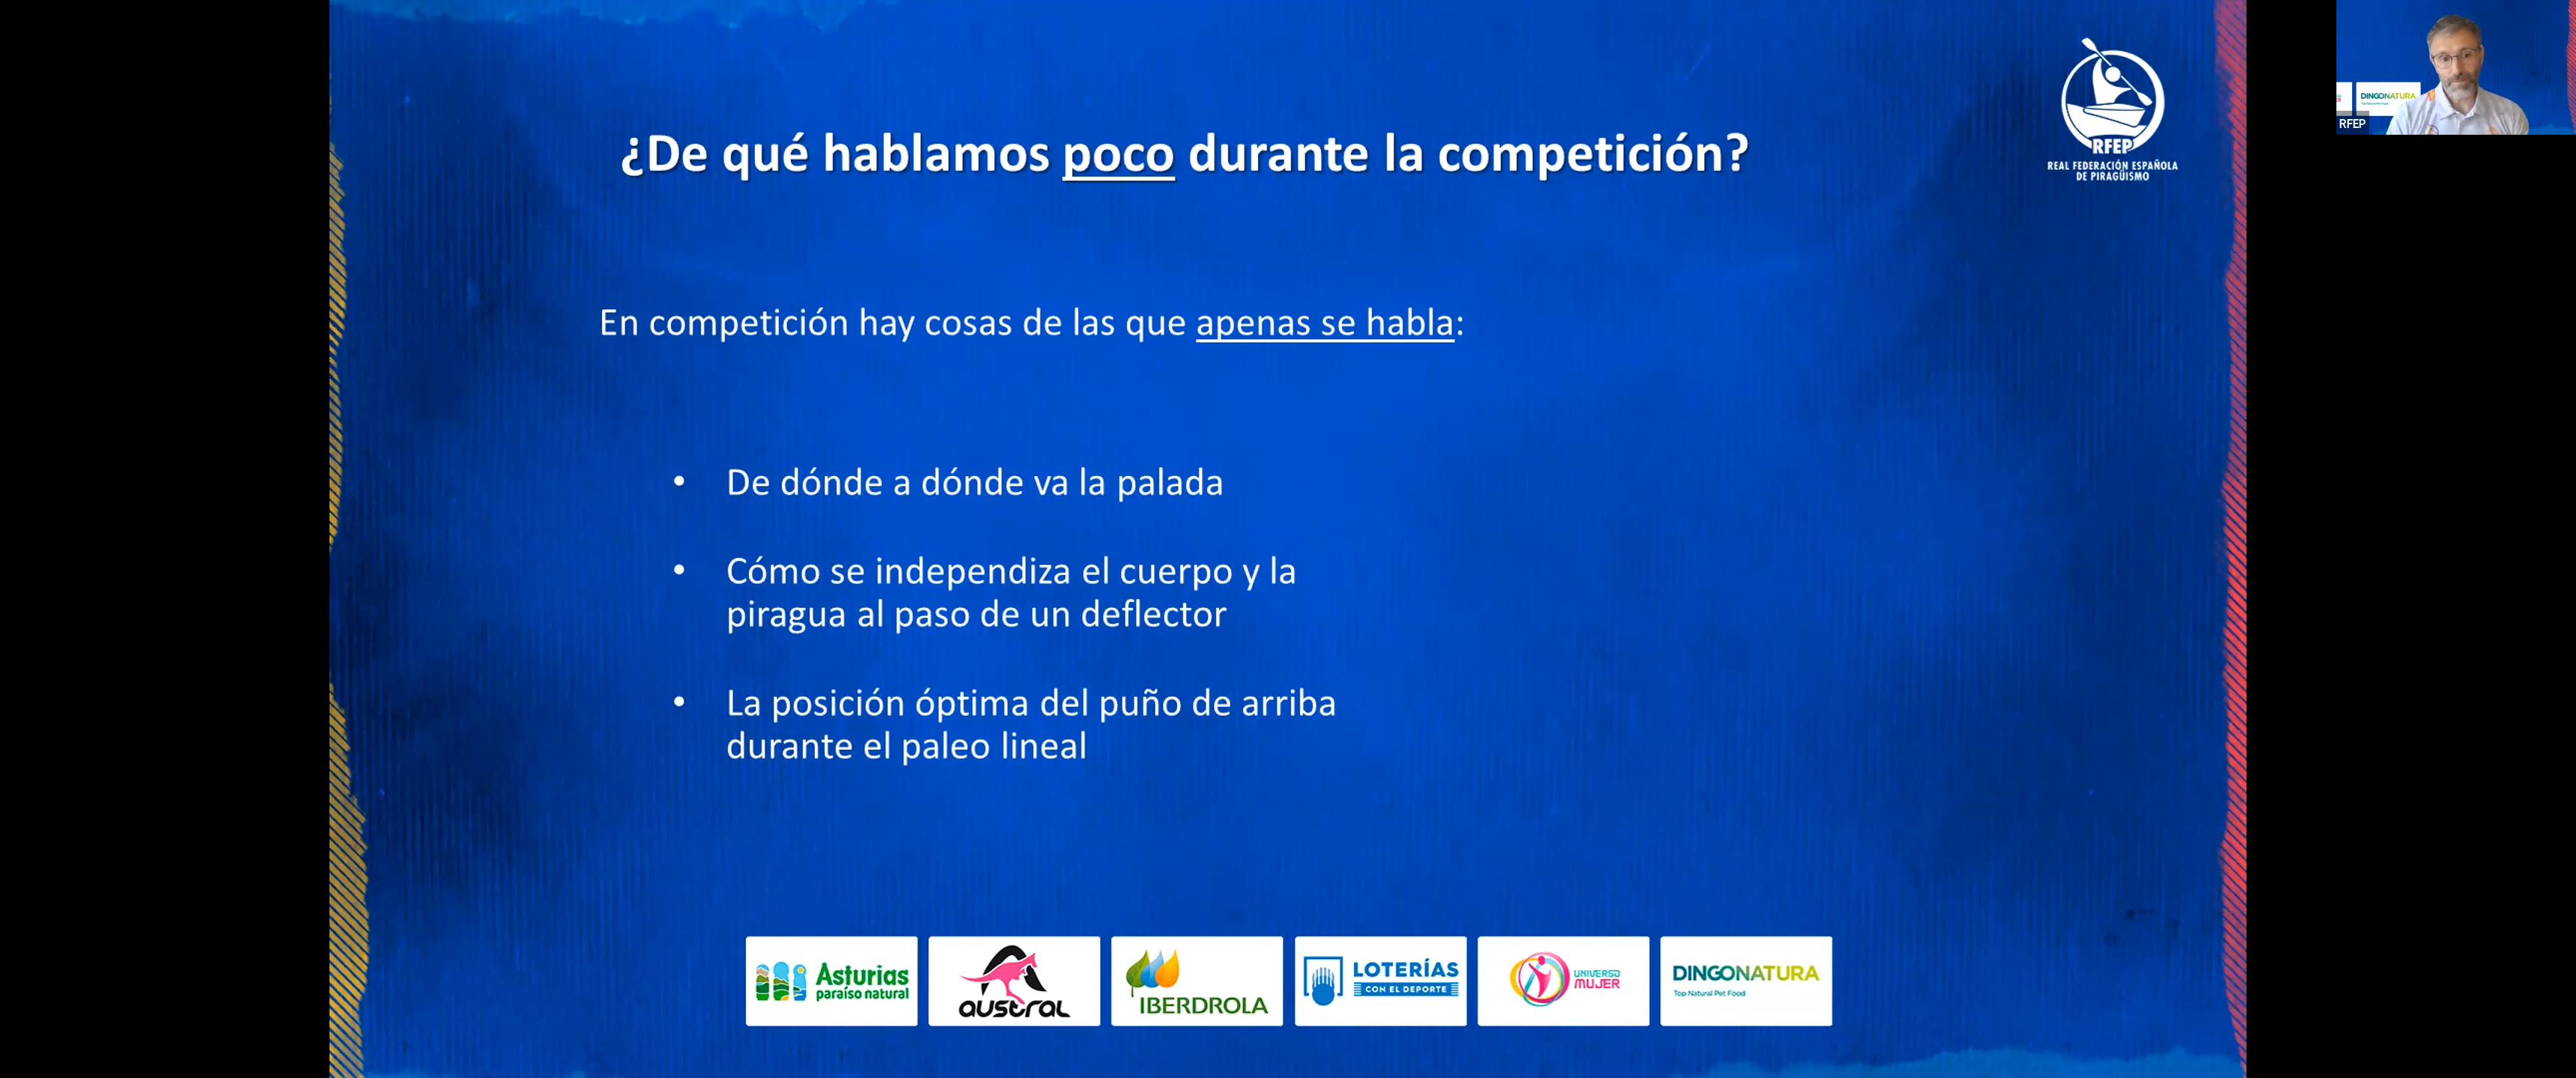 ¿De qué hablamos poco durante la competición?
RFEP
REAL FEDERACIÓN ESPAÑOLA
DE PIRAGÜISMO
DINGONATURA
RFEP
En competición hay cosas de las que apenas se habla:
• De dónde a dónde va la palada
• Cómo se independiza el cuerpo y la
piragua al paso de un deflector
• La posición óptima del puño de arriba
durante el paleo lineal
Asturias
paraíso natural
austral
IBERDROLA
LOTERÍAS
CON EL DEPORTE
UNIVERSO
MUJER
DINGONATURA
Top Natural Pet Food